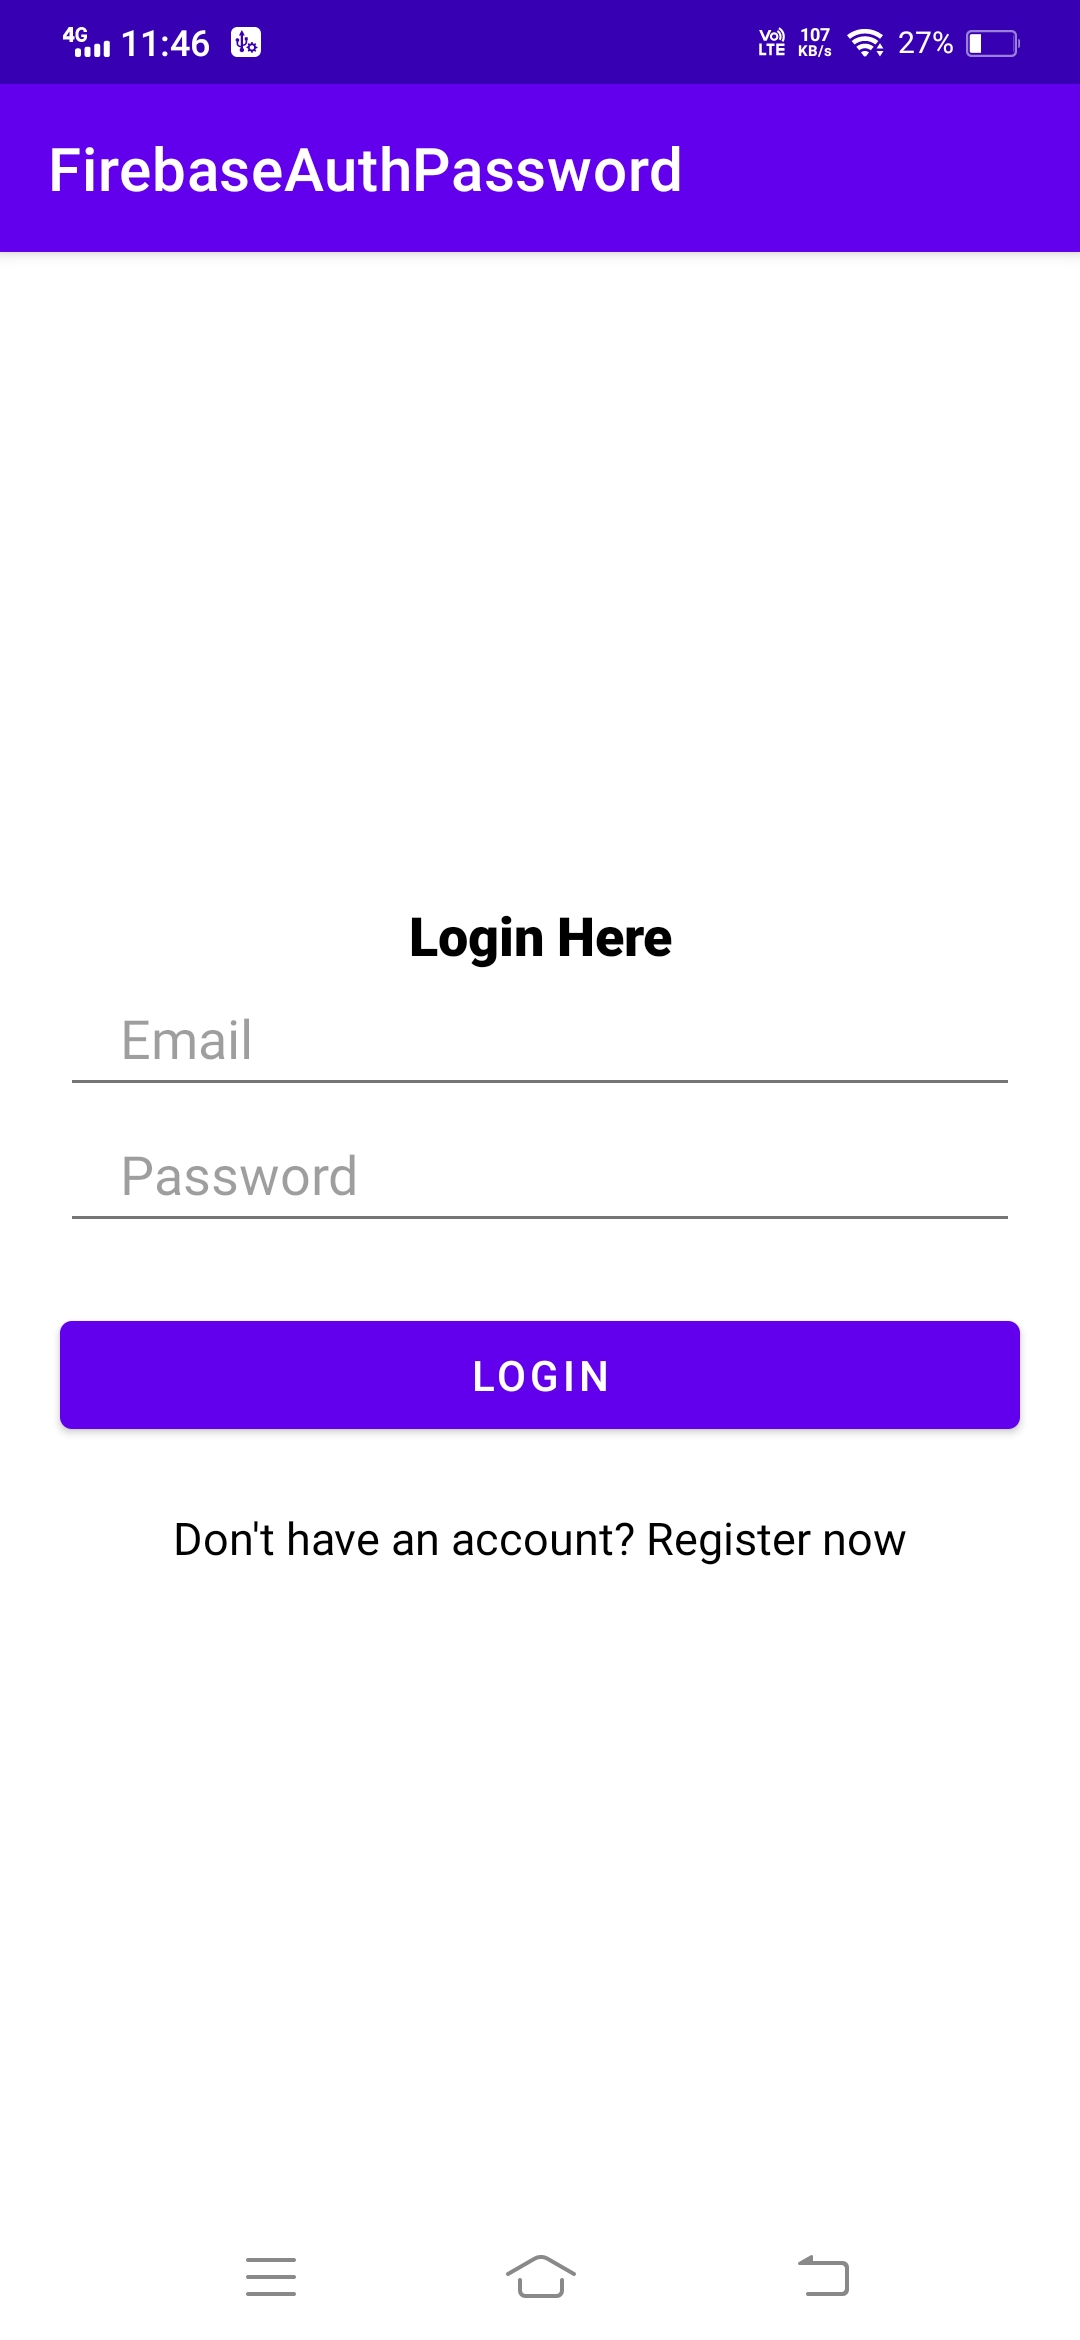 4G 11:46 Vo) LTE 107 KB/s 27%
FirebaseAuthPassword
Login Here
Email
Password
LOGIN
Don't have an account? Register now